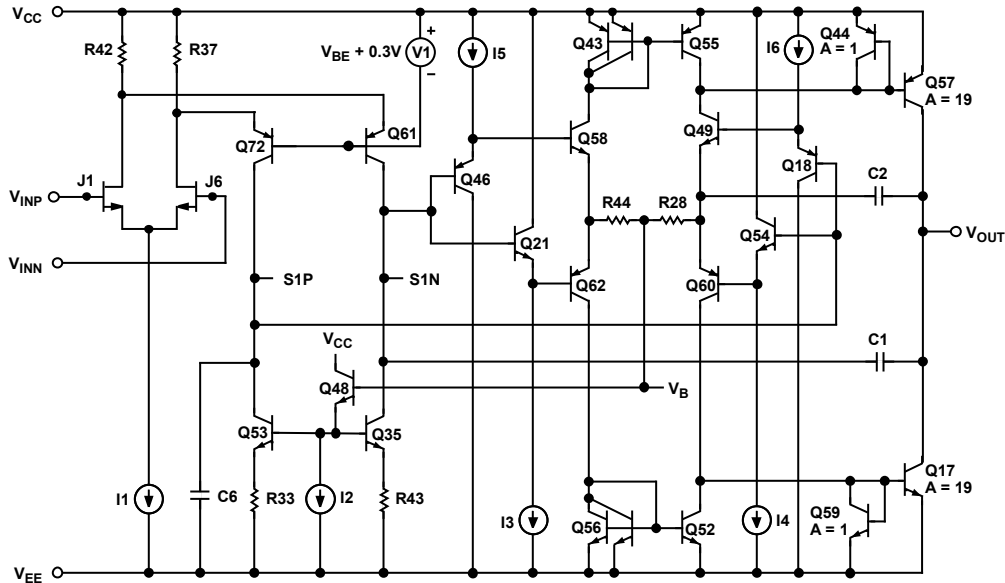 VCC
R42
R37
VBE + 0.3V
+
V1
–
I5
Q43
Q55
I6
Q44
A = 1
Q57
A = 19
Q72
Q61
Q46
Q58
Q49
Q18
J1
J6
VINP
VINN
R44
R28
C2
Q21
Q54
VOUT
S1P
S1N
Q62
Q60
VCC
C1
Q48
VB
Q53
Q35
I1
C6
R33
I2
R43
I3
Q56
Q52
I4
Q59
A = 1
Q17
A = 19
VEE